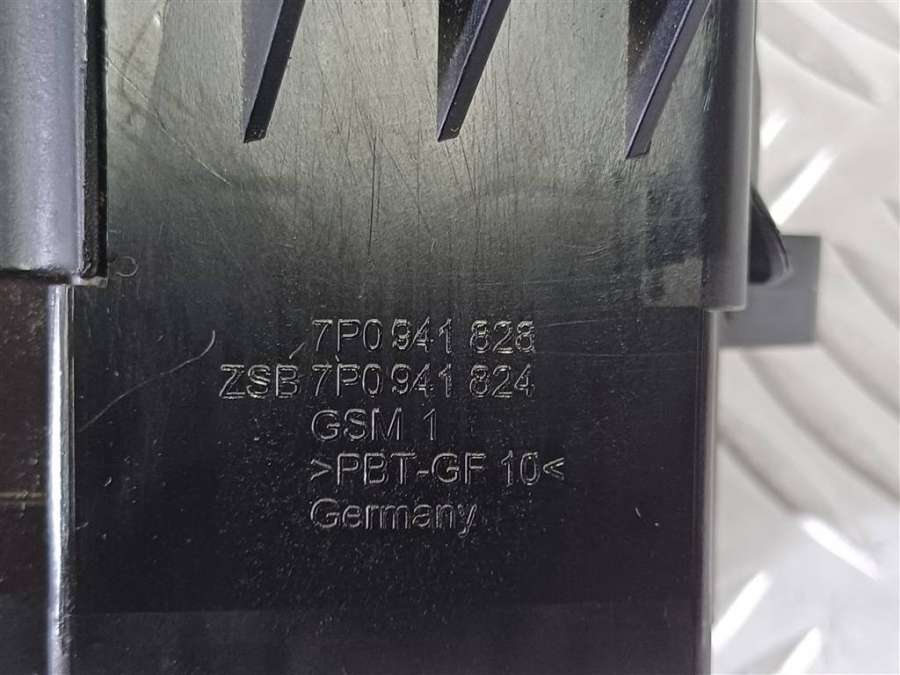 7P0 941 828
ZSB 7P0 941 824
GSM 1
>PBT-GF 10<
Germany